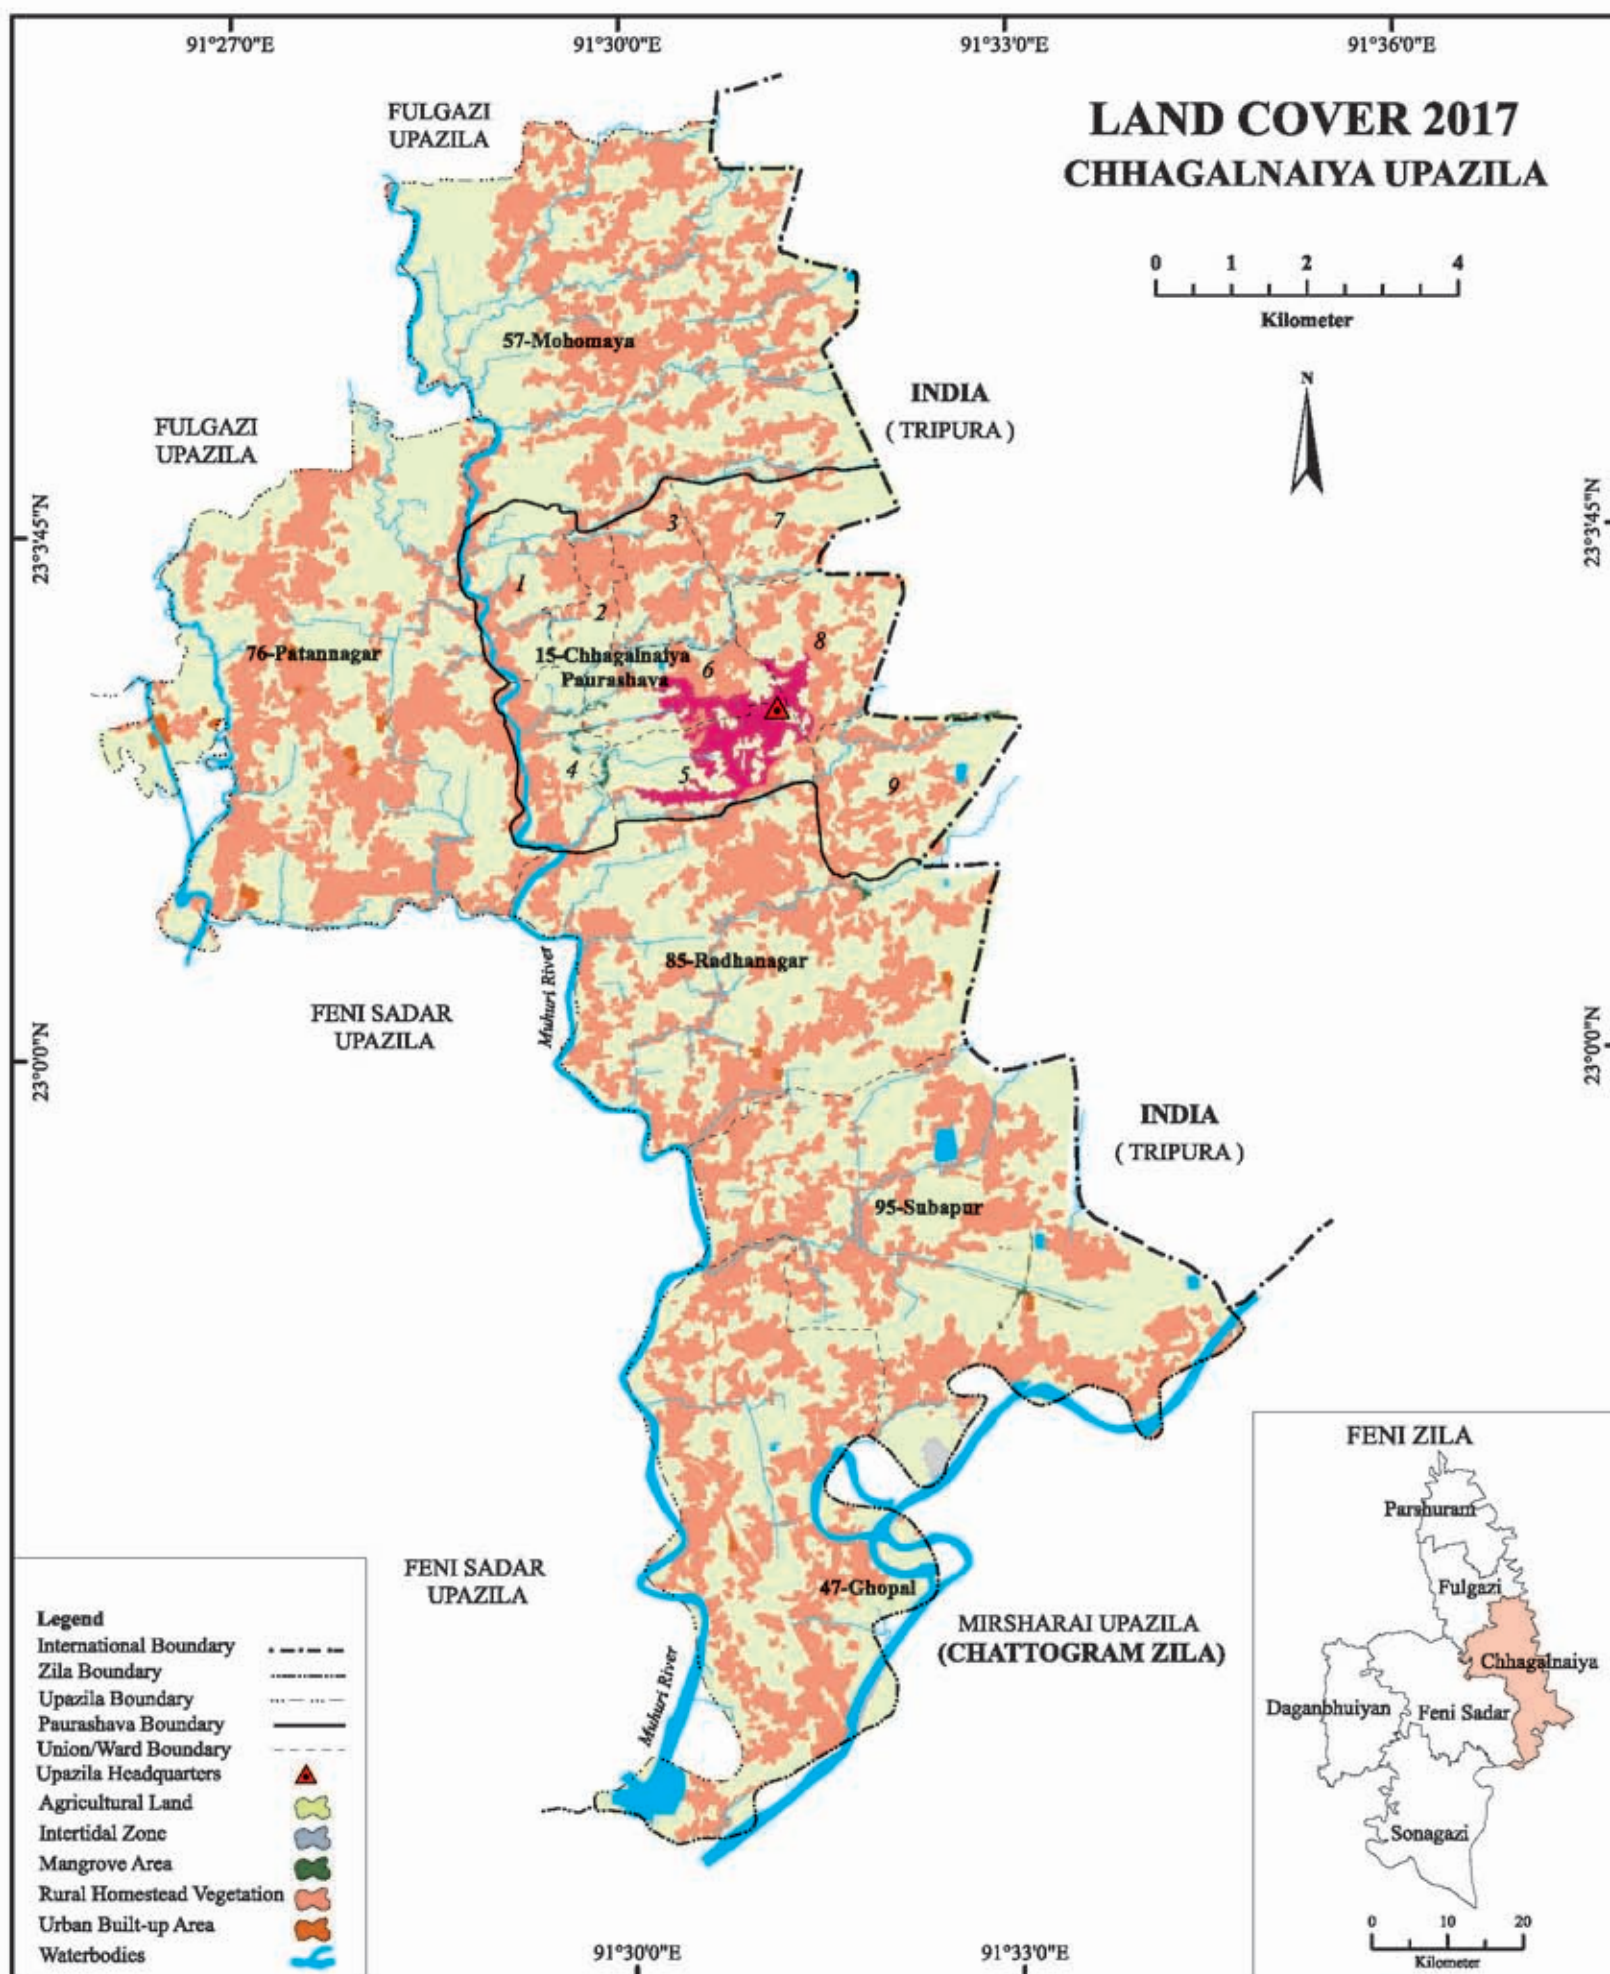 91°27'0"E
91°30'0"E
91°33'0"E
91°36'0"E
LAND COVER 2017
CHHAGALNAIYA UPAZILA
0 1 2 4
Kilometer
N
FULGAZI
UPAZILA
57-Mohomaya
INDIA
( TRIPURA )
FULGAZI
UPAZILA
23°3'45"N
23°3'45"N
3
7
1
2
8
76-Patannagar
15-Chhagalnaiya
Paurashava
6
4
5
9
85-Radhanagar
Muhuri River
FENI SADAR
UPAZILA
23°0'0"N
23°0'0"N
INDIA
( TRIPURA )
95-Subapur
FENI SADAR
UPAZILA
47-Ghopal
MIRSHARAI UPAZILA
(CHATTOGRAM ZILA)
Muhuri River
Legend
International Boundary
Zila Boundary
Upazila Boundary
Paurashava Boundary
Union/Ward Boundary
Upazila Headquarters
Agricultural Land
Intertidal Zone
Mangrove Area
Rural Homestead Vegetation
Urban Built-up Area
Waterbodies
FENI ZILA
Parshuram
Fulgazi
Chhagalnaiya
Daganbhuiyan
Feni Sadar
Sonagazi
0 10 20
Kilometer
91°30'0"E
91°33'0"E